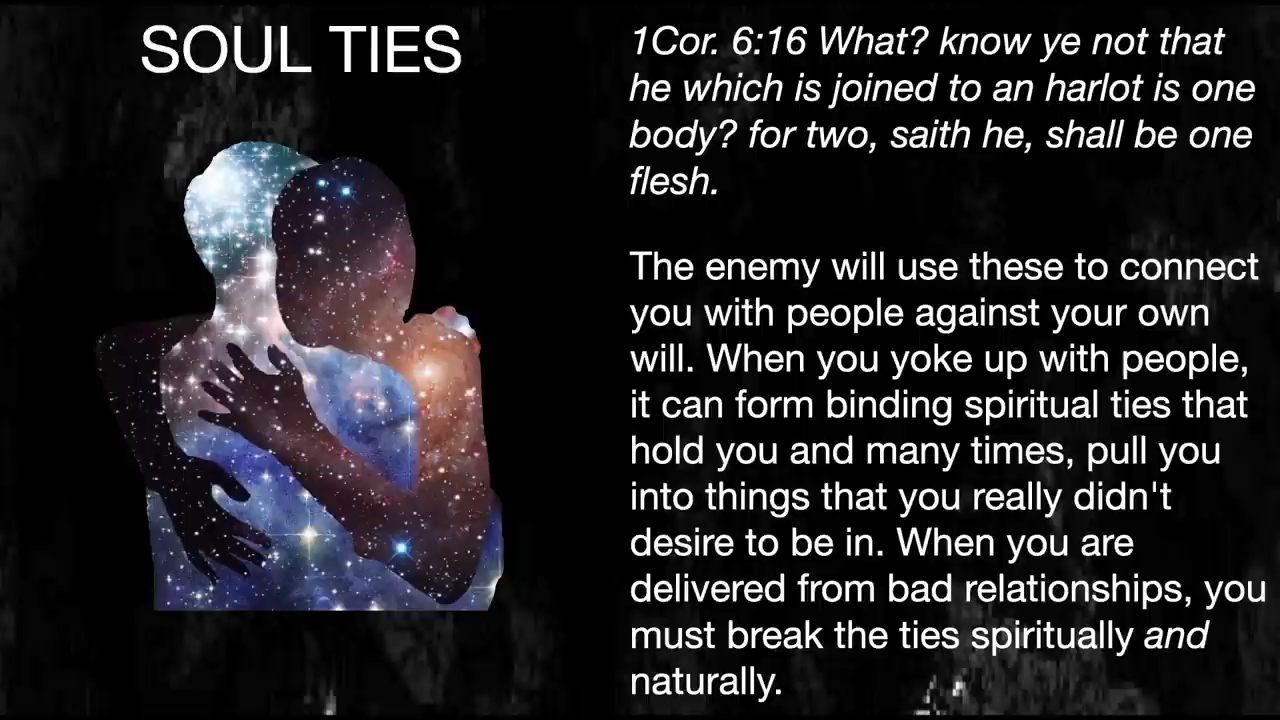 SOUL TIES
1Cor. 6:16 What? know ye not that
he which is joined to an harlot is one
body? for two, saith he, shall be one
flesh.
The enemy will use these to connect
you with people against your own
will. When you yoke up with people,
it can form binding spiritual ties that
hold you and many times, pull you
into things that you really didn't
desire to be in. When you are
delivered from bad relationships, you
must break the ties spiritually and
naturally.